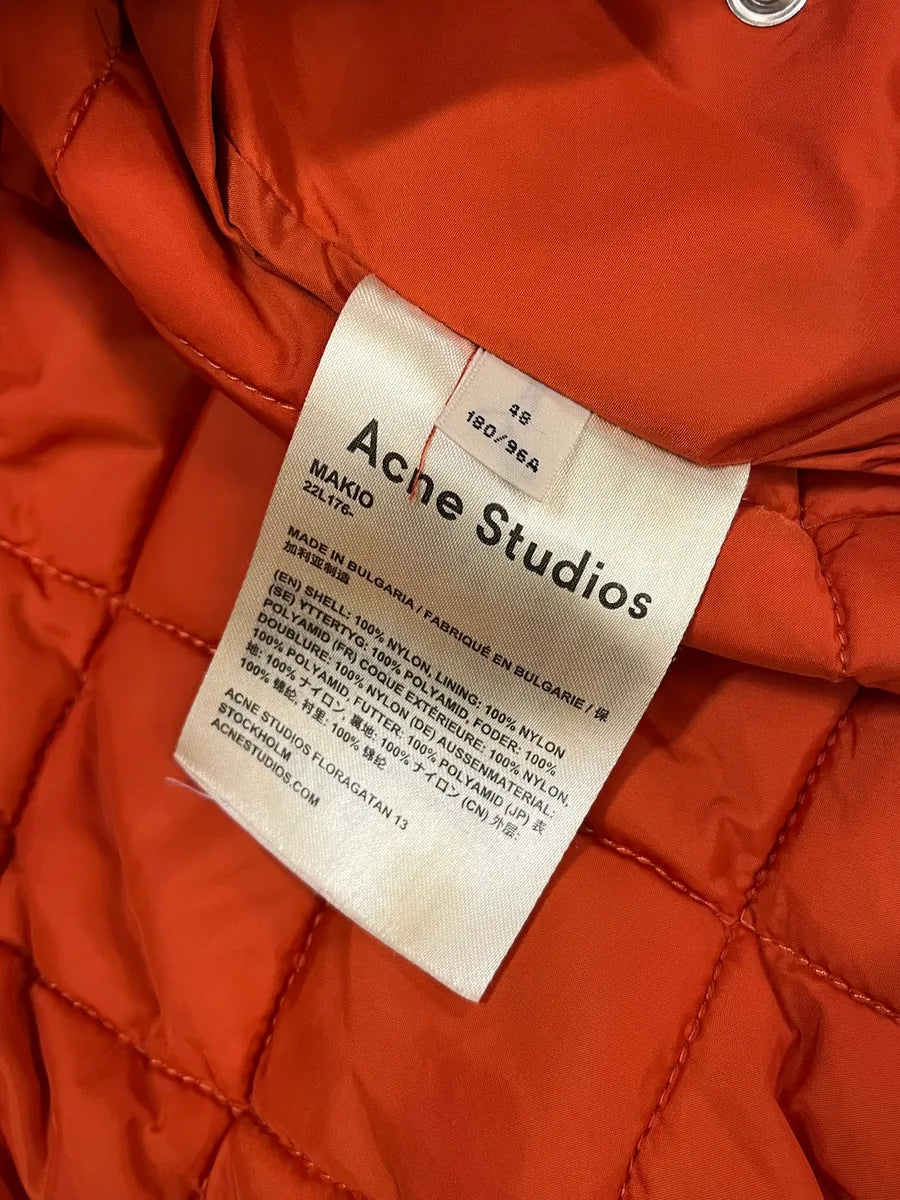 48
180/96A
Acne Studios
MAKIO
22L176-
MADE IN BULGARIA / FABRIQUÉ EN BULGARIE / 保
加利亚制造
(EN) SHELL: 100% NYLON, LINING: 100% NYLON
(SE) YTTERTYG: 100% POLYAMID, FODER: 100%
POLYAMID (FR) COQUE EXTÉRIEURE: 100% NYLON,
DOUBLURE: 100% NYLON (DE) AUSSENMATERIAL:
100% POLYAMID, FUTTER: 100% POLYAMID (JP) 表
地: 100% ナイロン, 裏地: 100% ナイロン (CN) 外层:
100% 锦纶, 衬里: 100% 锦纶
ACNE STUDIOS FLORAGATAN 13
STOCKHOLM
ACNESTUDIOS.COM